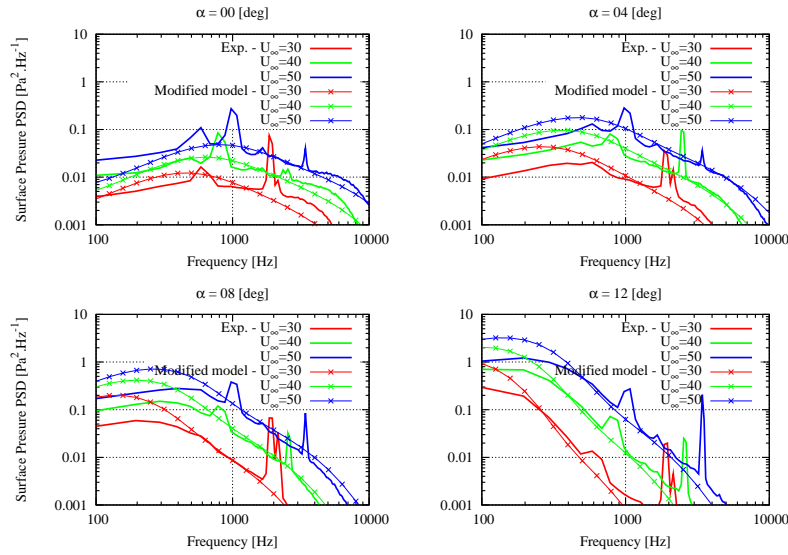 α = 00 [deg]
Surface Presure PSD [Pa².Hz⁻¹]
10
1
0.1
0.01
0.001
100
1000
10000
Frequency [Hz]
Exp. - U∞=30
U∞=40
U∞=50
Modified model - U∞=30
U∞=40
U∞=50
α = 04 [deg]
10
1
0.1
0.01
0.001
100
1000
10000
Frequency [Hz]
Exp. - U∞=30
U∞=40
U∞=50
Modified model - U∞=30
U∞=40
U∞=50
α = 08 [deg]
Surface Presure PSD [Pa².Hz⁻¹]
10
1
0.1
0.01
0.001
100
1000
10000
Frequency [Hz]
Exp. - U∞=30
U∞=40
U∞=50
Modified model - U∞=30
U∞=40
U∞=50
α = 12 [deg]
10
1
0.1
0.01
0.001
100
1000
10000
Frequency [Hz]
Exp. - U∞=30
U∞=40
U∞=50
Modified model - U∞=30
U∞=40
U∞=50